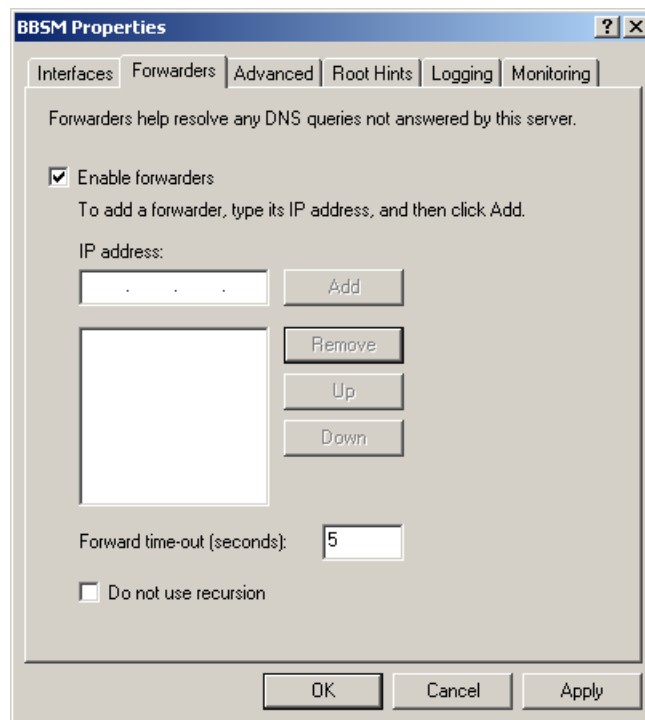 BBSM Properties
Interfaces Forwarders Advanced Root Hints Logging Monitoring
Forwarders help resolve any DNS queries not answered by this server.
Enable forwarders
To add a forwarder, type its IP address, and then click Add.
IP address:
. . . Add
Remove
Up
Down
Forward time-out (seconds): 5
Do not use recursion
OK Cancel Apply